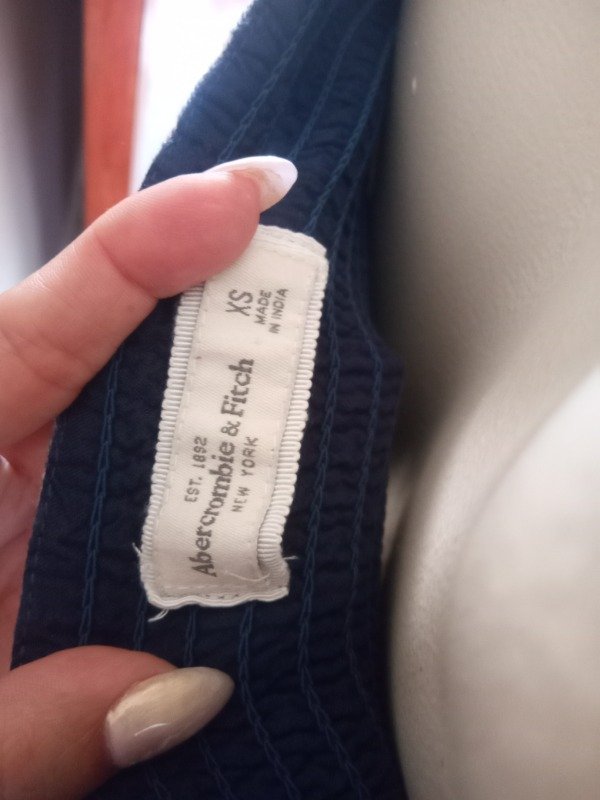 EST. 1892
Abercrombie & Fitch
NEW YORK
XS
MADE
IN INDIA